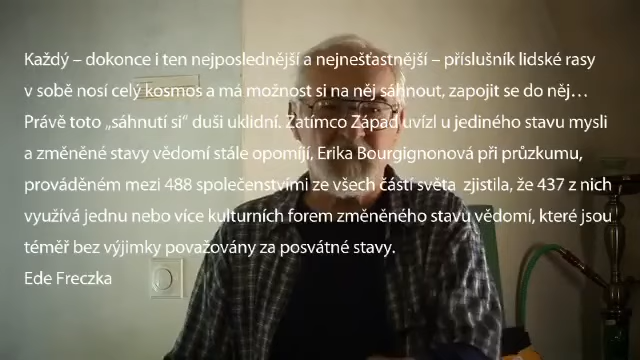 Každý – dokonce i ten nejposlednější a nejnešťastnější – příslušník lidské rasy
v sobě nosí celý kosmos a má možnost si na něj sáhnout, zapojit se do něj…
Právě toto „sáhnutí si“ duši uklidní. Zatímco Západ uvízl u jediného stavu mysli
a změněné stavy vědomí stále opomíjí, Erika Bourgignonová při průzkumu,
prováděném mezi 488 společenstvími ze všech částí světa zjistila, že 437 z nich
využívá jednu nebo více kulturních forem změněného stavu vědomí, které jsou
téměř bez výjimky považovány za posvátné stavy.
Ede Freczka